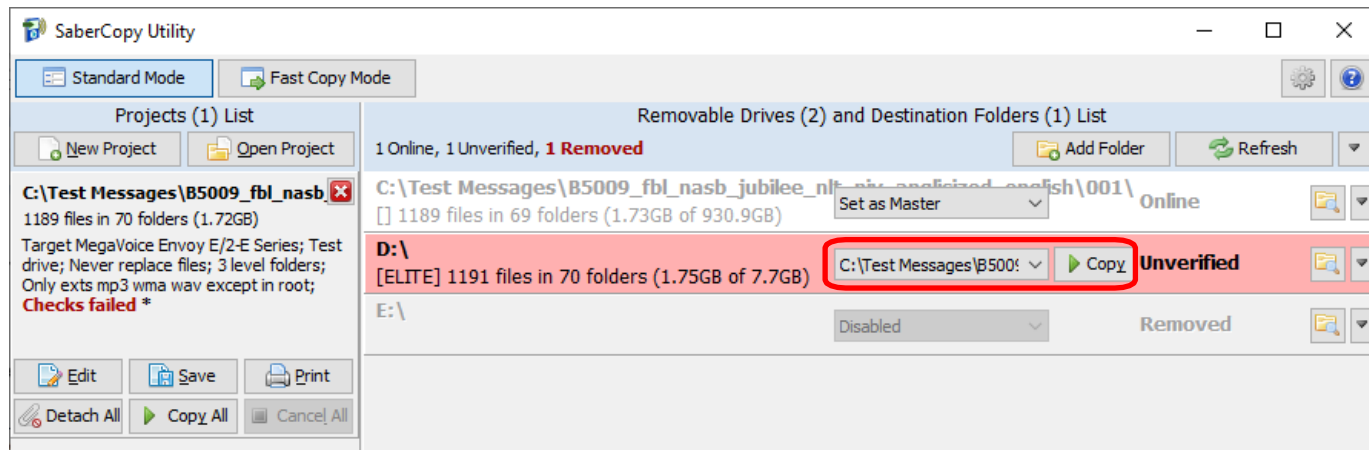 SaberCopy Utility
Standard Mode
Fast Copy Mode
Projects (1) List
New Project
Open Project
C:\Test Messages\B5009_fbl_nasb_
1189 files in 70 folders (1.72GB)
Target MegaVoice Envoy E/2-E Series; Test
drive; Never replace files; 3 level folders;
Only exts mp3 wma wav except in root;
Checks failed *
Edit
Save
Print
Detach All
Copy All
Cancel All
Removable Drives (2) and Destination Folders (1) List
1 Online, 1 Unverified, 1 Removed
Add Folder
Refresh
C:\Test Messages\B5009_fbl_nasb_jubilee_nlt_niv_anglisized_english\001\
[] 1189 files in 69 folders (1.73GB of 930.9GB)
Set as Master
Online
D:\
[ELITE] 1191 files in 70 folders (1.75GB of 7.7GB)
C:\Test Messages\B5009
Copy
Unverified
E:\
Disabled
Removed